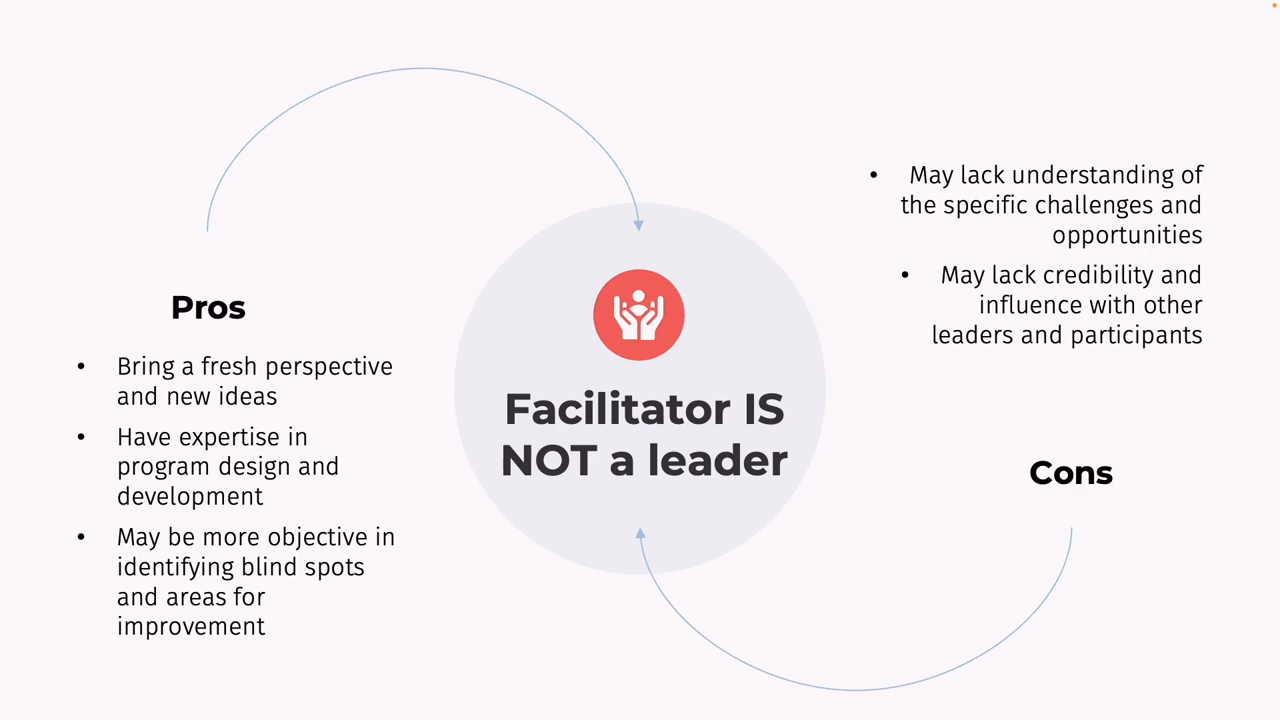 Pros
• Bring a fresh perspective
and new ideas
• Have expertise in
program design and
development
• May be more objective in
identifying blind spots
and areas for
improvement
Facilitator IS
NOT a leader
• May lack understanding of
the specific challenges and
opportunities
• May lack credibility and
influence with other
leaders and participants
Cons